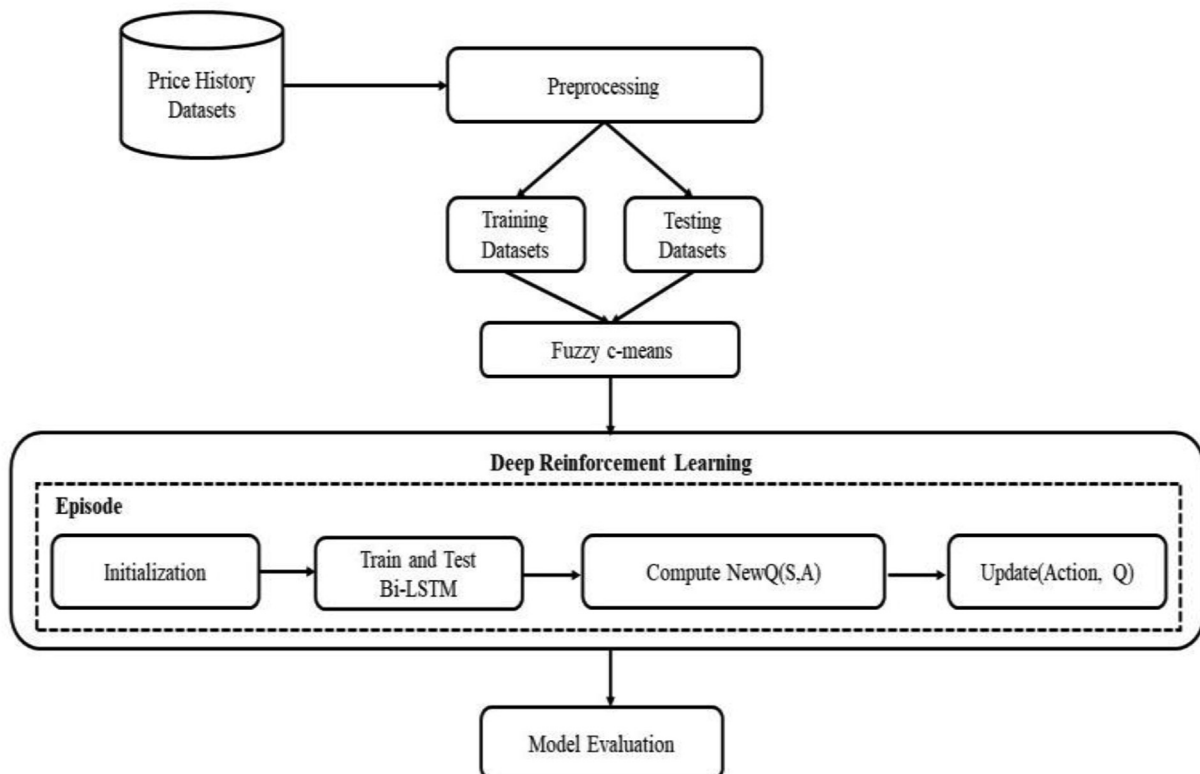 Price History
Datasets
Preprocessing
Training
Datasets
Testing
Datasets
Fuzzy c-means
Deep Reinforcement Learning
Episode
Initialization
Train and Test
Bi-LSTM
Compute NewQ(S,A)
Update(Action, Q)
Model Evaluation